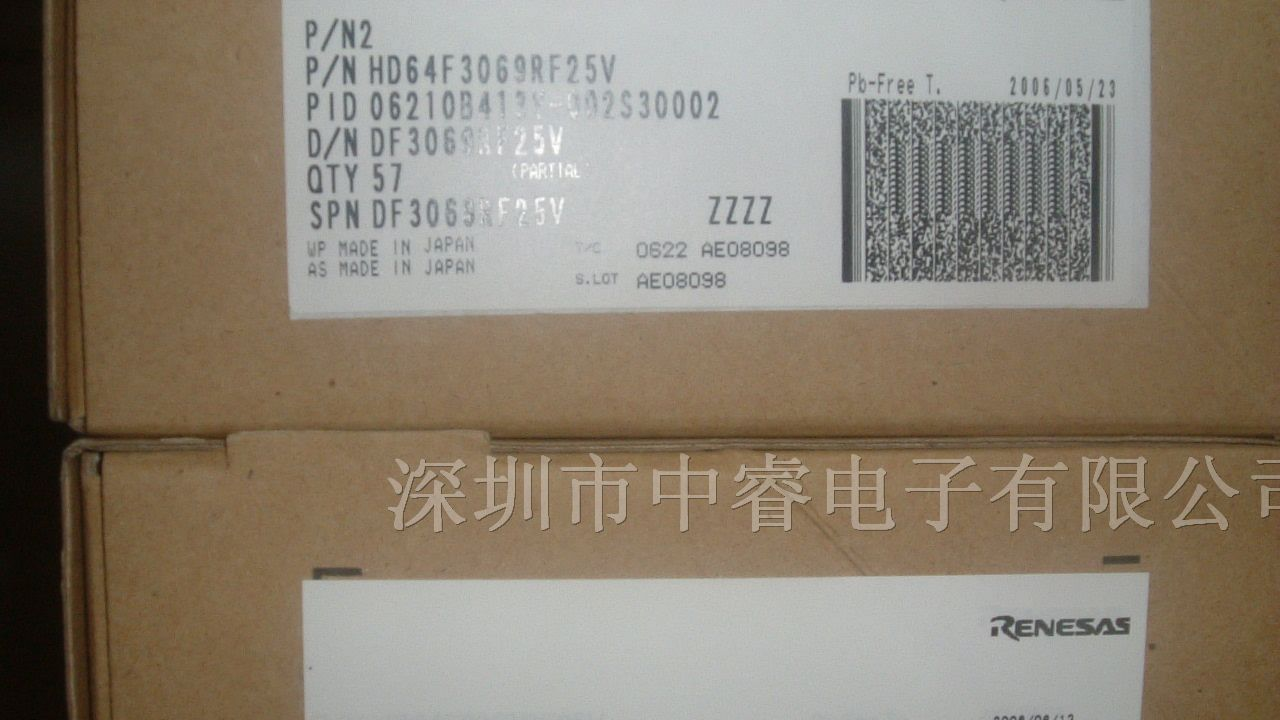 P/N2
P/N HD64F3069RF25V
PID 06210B413Y-002S30002
D/N DF3069RF25V
(PARTIAL
QTY 57
SPN DF3069RF25V
ZZZZ
WP MADE IN JAPAN
AS MADE IN JAPAN
T/C 0622 AE08098
S.LOT AE08098
Pb-Free T. 2006/05/23
深圳市中睿电子有限公司
RENESAS